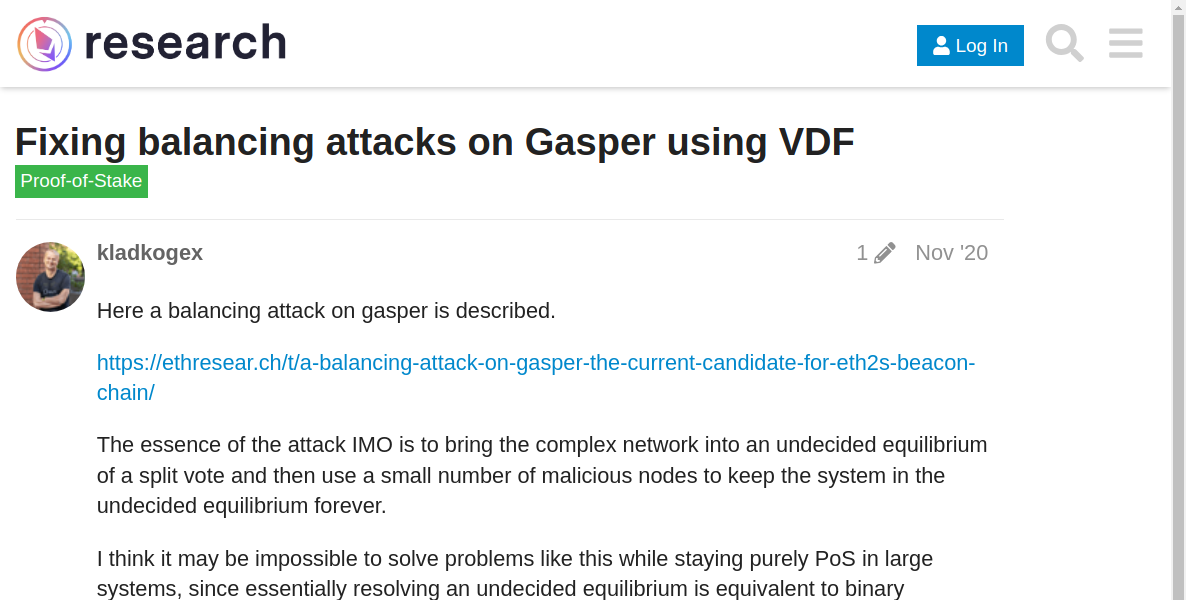 research
Log In
Fixing balancing attacks on Gasper using VDF
Proof-of-Stake
kladkogex
1
Nov '20
Here a balancing attack on gasper is described.
https://ethresear.ch/t/a-balancing-attack-on-gasper-the-current-candidate-for-eth2s-beacon-
chain/
The essence of the attack IMO is to bring the complex network into an undecided equilibrium
of a split vote and then use a small number of malicious nodes to keep the system in the
undecided equilibrium forever.
I think it may be impossible to solve problems like this while staying purely PoS in large
systems, since essentially resolving an undecided equilibrium is equivalent to binary